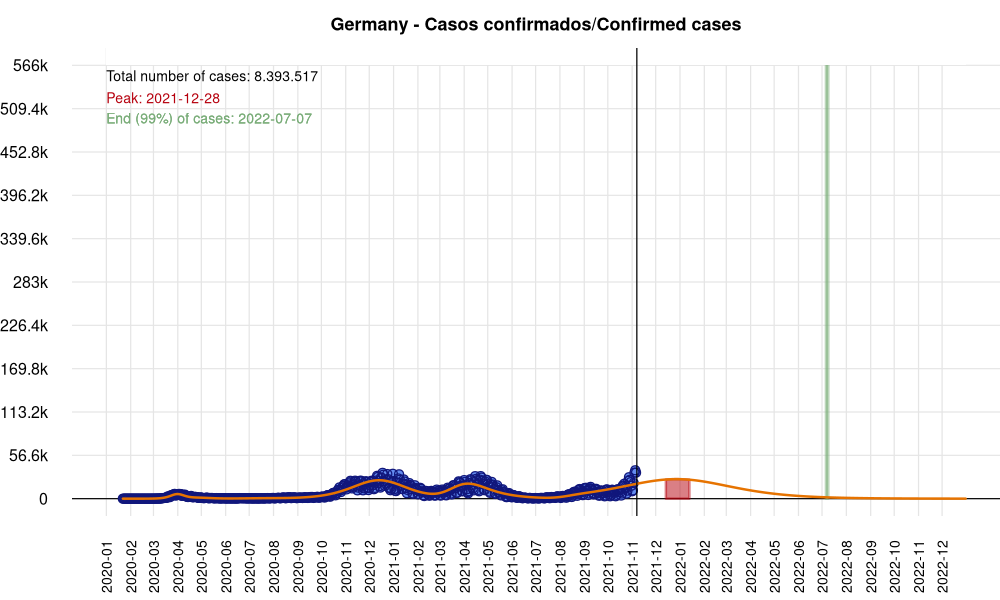 Germany - Casos confirmados/Confirmed cases
Total number of cases: 8.393.517
Peak: 2021-12-28
End (99%) of cases: 2022-07-07
566k
509.4k
452.8k
396.2k
339.6k
283k
226.4k
169.8k
113.2k
56.6k
0
2020-01
2020-02
2020-03
2020-04
2020-05
2020-06
2020-07
2020-08
2020-09
2020-10
2020-11
2020-12
2021-01
2021-02
2021-03
2021-04
2021-05
2021-06
2021-07
2021-08
2021-09
2021-10
2021-11
2021-12
2022-01
2022-02
2022-03
2022-04
2022-05
2022-06
2022-07
2022-08
2022-09
2022-10
2022-11
2022-12